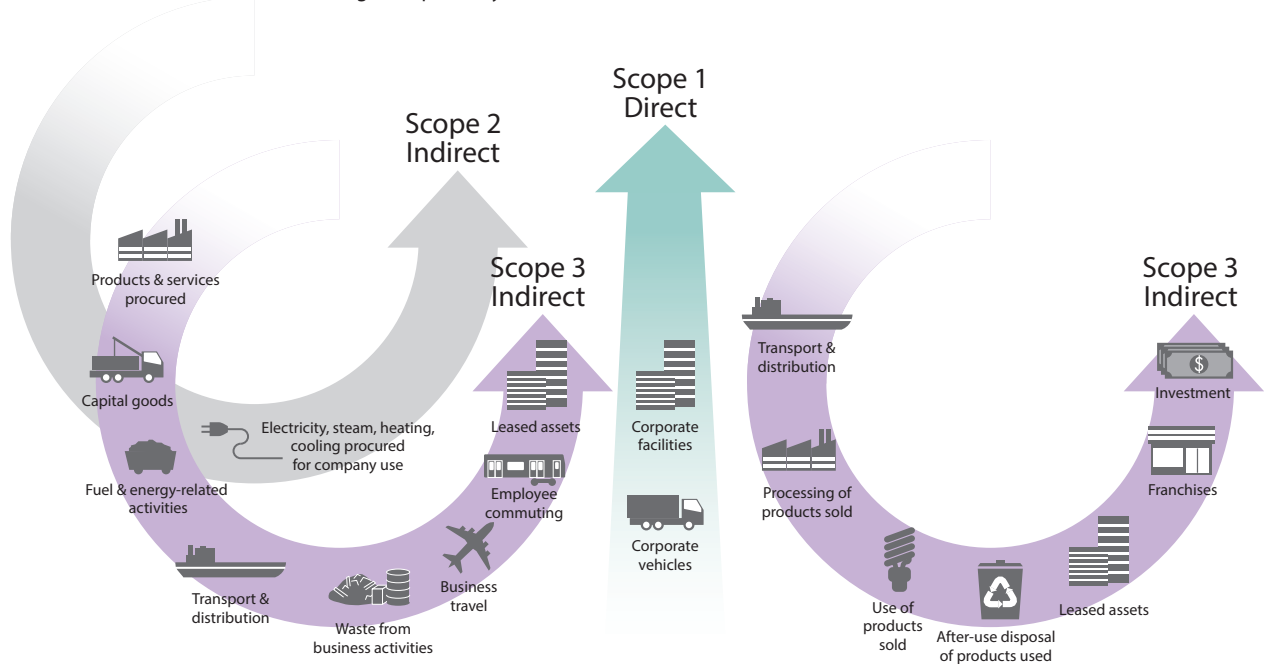 Scope 1
Direct
Scope 2
Indirect
Scope 3
Indirect
Scope 3
Indirect
Products & services
procured
Capital goods
Fuel & energy-related
activities
Electricity, steam, heating,
cooling procured
for company use
Transport &
distribution
Waste from
business activities
Business
travel
Employee
commuting
Leased assets
Corporate
facilities
Corporate
vehicles
Transport &
distribution
Processing of
products sold
Use of
products
sold
After-use disposal
of products used
Leased assets
Franchises
Investment
$